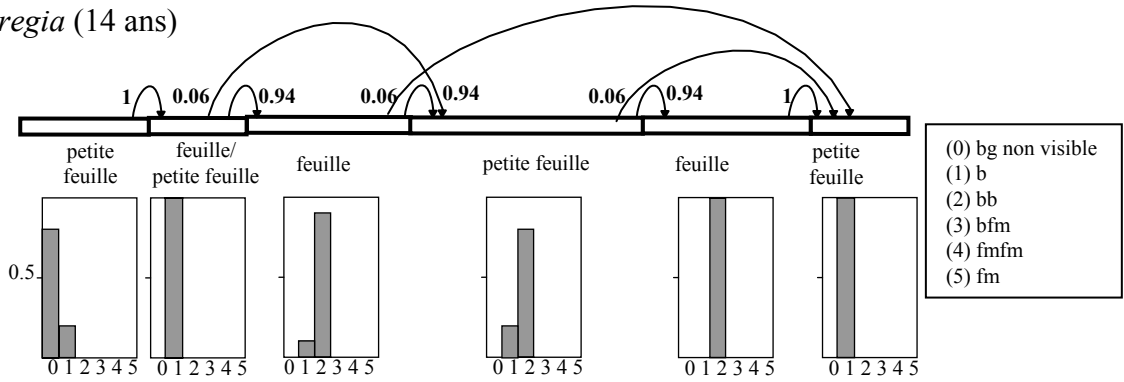 regia (14 ans)
1 0.06 0.94 0.06 0.94 0.06 0.94 1
petite
feuille
feuille/
petite feuille
feuille
petite feuille
feuille
petite
feuille
(0) bg non visible
(1) b
(2) bb
(3) bfm
(4) fmfm
(5) fm
0.5
0 1 2 3 4 5
0 1 2 3 4 5
0 1 2 3 4 5
0 1 2 3 4 5
0 1 2 3 4 5
0 1 2 3 4 5